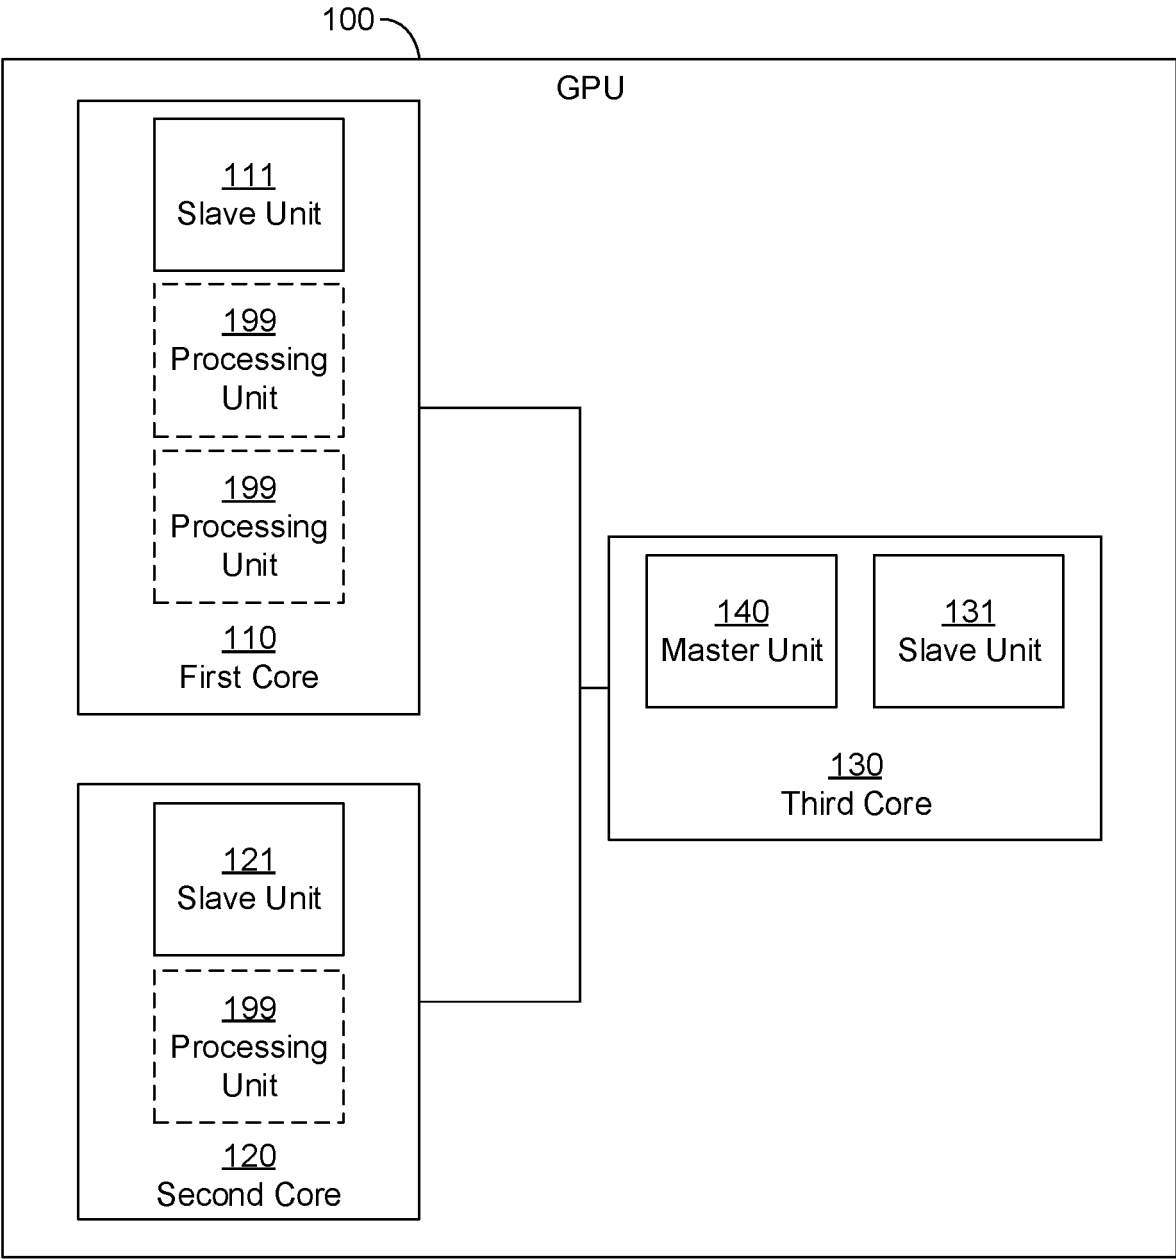 100
GPU
111
Slave Unit
199
Processing
Unit
199
Processing
Unit
110
First Core
121
Slave Unit
199
Processing
Unit
120
Second Core
140
Master Unit
131
Slave Unit
130
Third Core